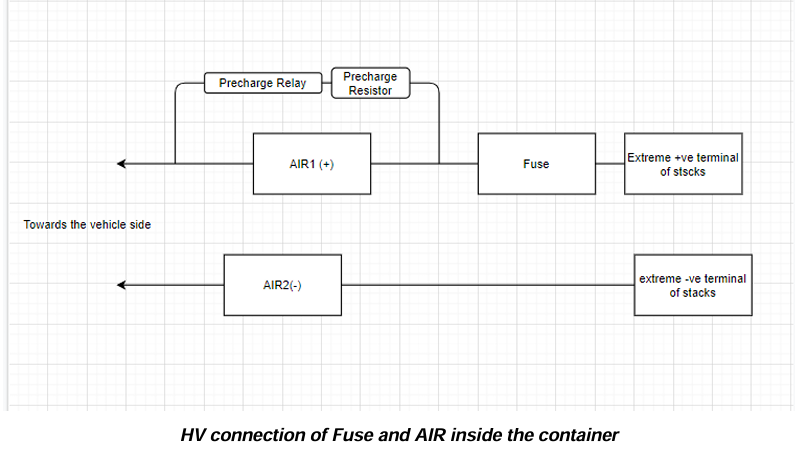 Precharge Relay
Precharge
Resistor
AIR1 (+)
Fuse
Extreme +ve terminal
of stscks
Towards the vehicle side
AIR2(-)
extreme -ve terminal
of stacks
HV connection of Fuse and AIR inside the container